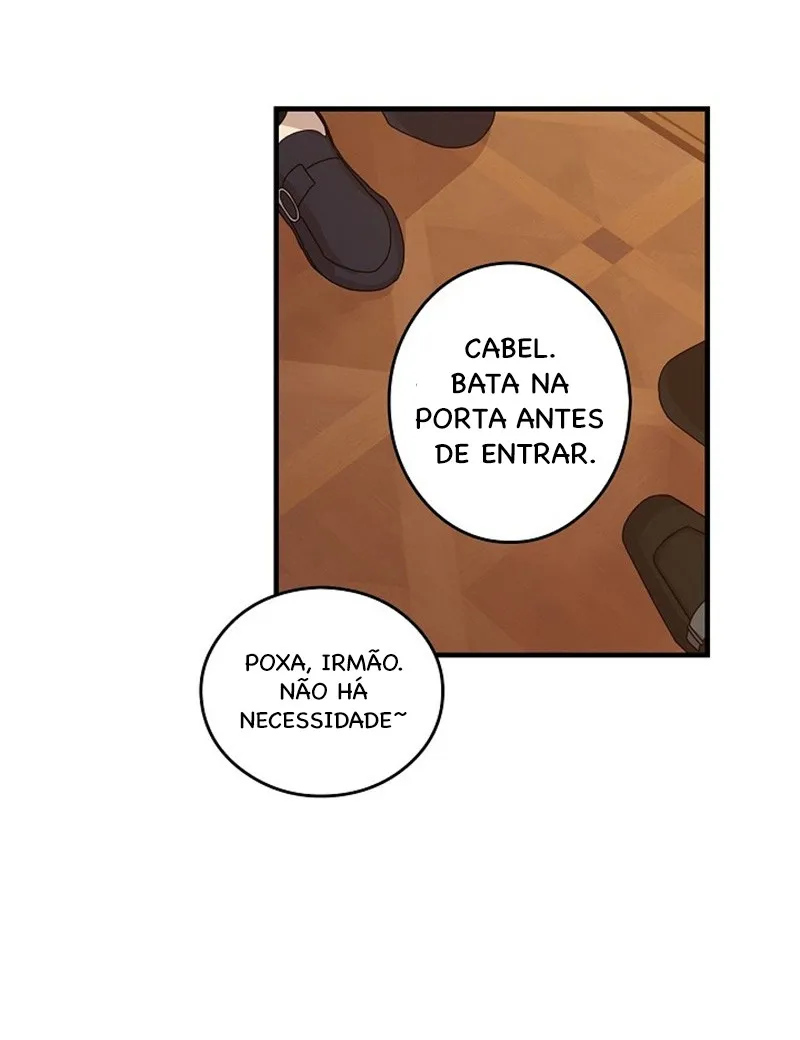 CABEL.
BATA NA
PORTA ANTES
DE ENTRAR.
POXA, IRMÃO.
NÃO HÁ
NECESSIDADE~